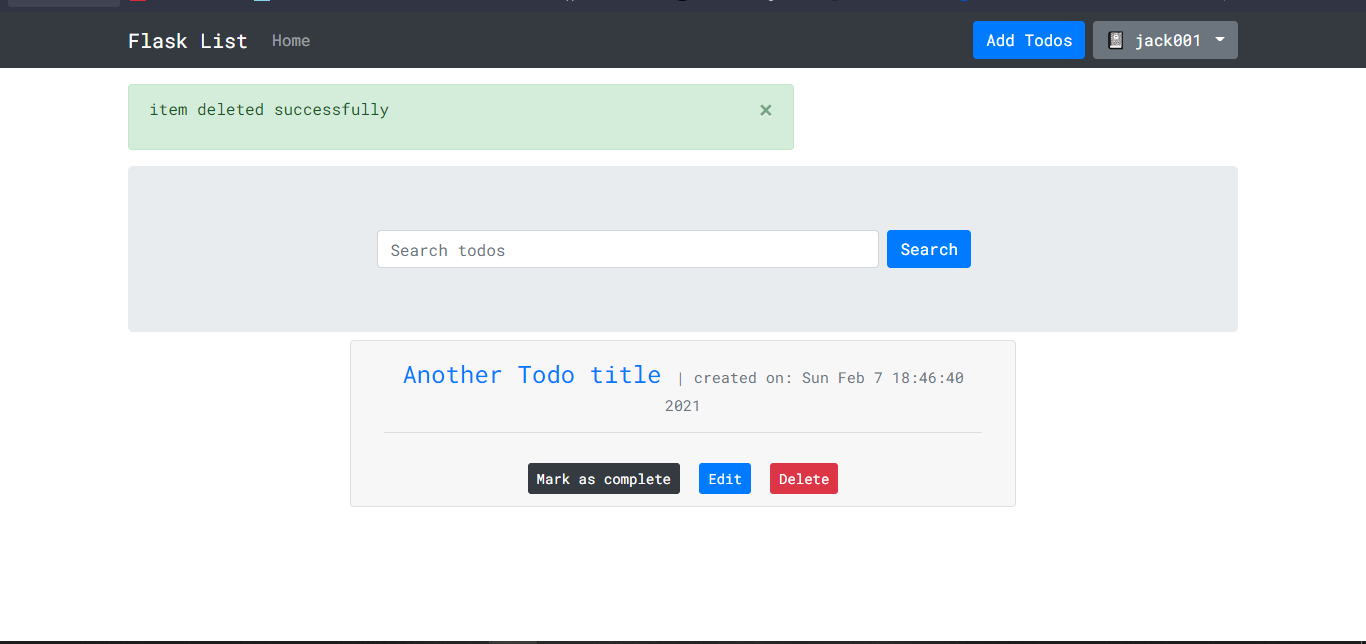 Flask List Home Add Todos jack001
item deleted successfully ×
Search todos Search
Another Todo title | created on: Sun Feb 7 18:46:40
2021
Mark as complete Edit Delete